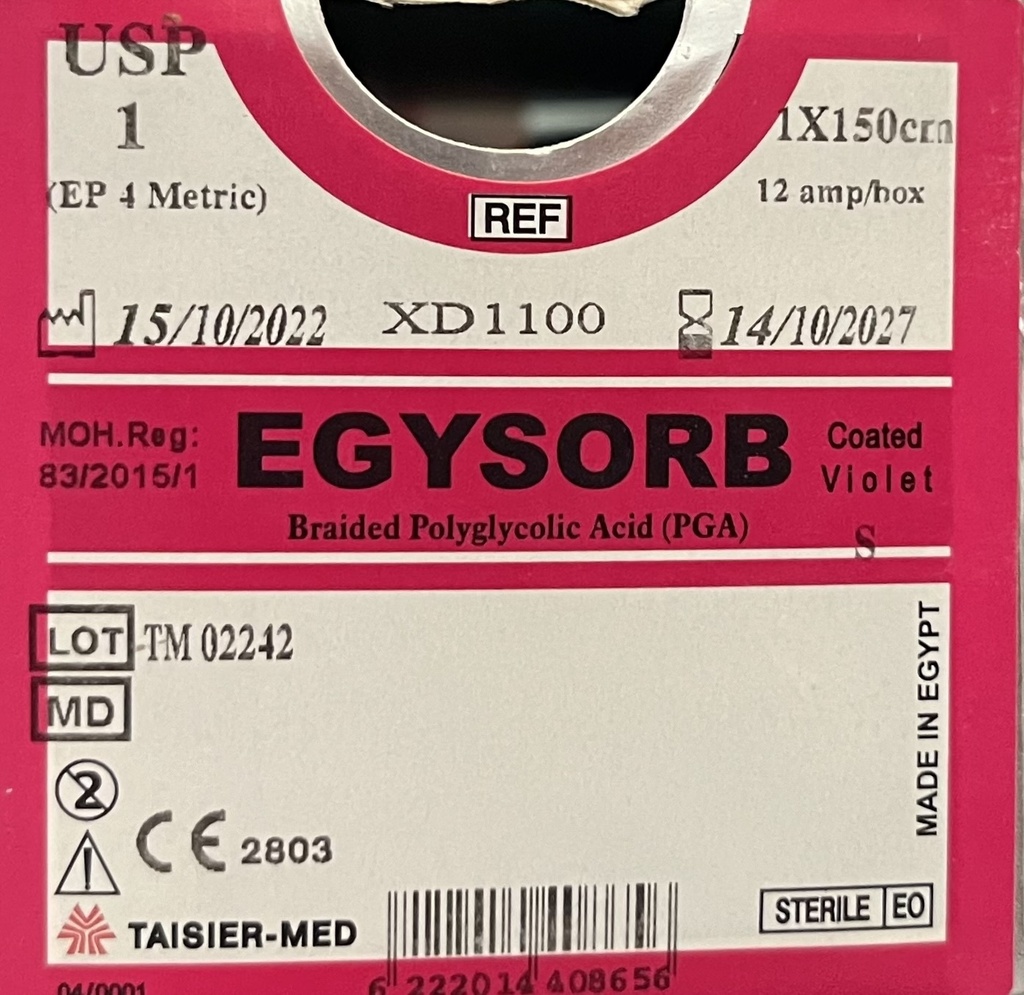 USP
1
(EP 4 Metric)
1X150cm
12 amp/box
REF
15/10/2022
XD1100
14/10/2027
MOH.Reg:
83/2015/1
EGYSORB
Coated
Violet
Braided Polyglycolic Acid (PGA)
S
LOT TM 02242
MD
2
CE 2803
TAISIER-MED
MADE IN EGYPT
STERILE EO
6 222014 408656
04/0001